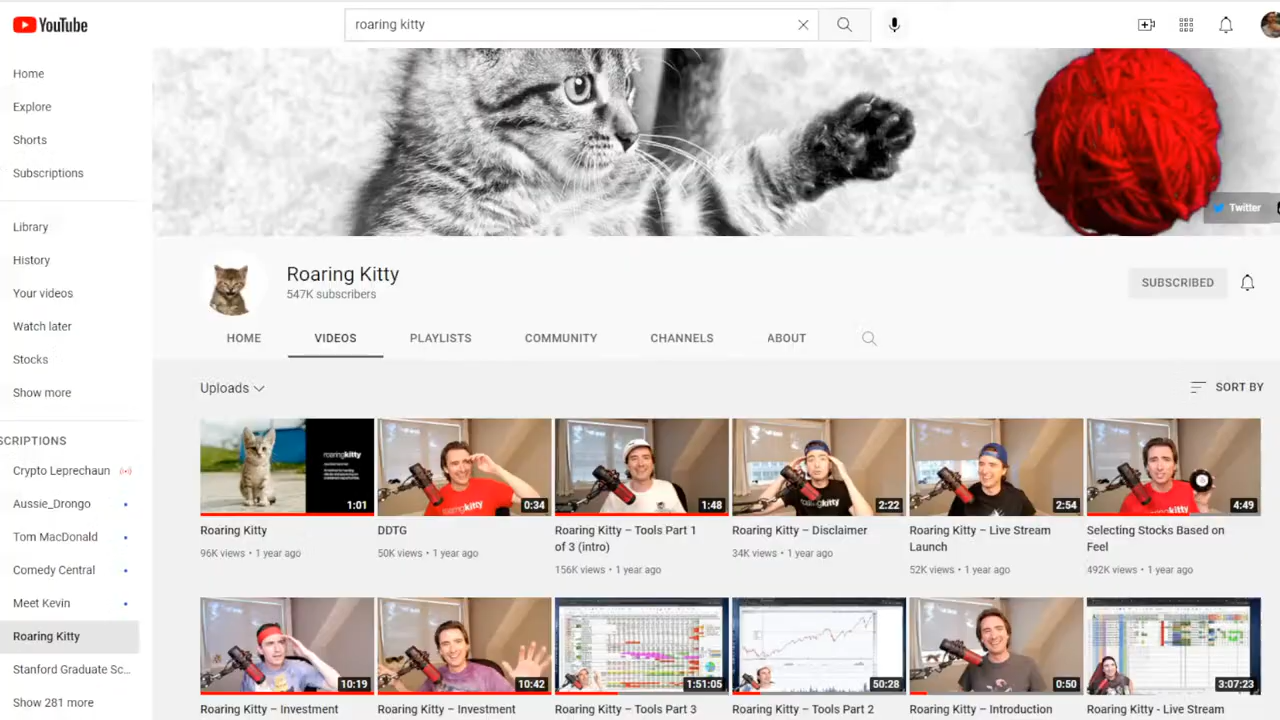 YouTube
roaring kitty
Home
Explore
Shorts
Subscriptions
Library
History
Your videos
Watch later
Stocks
Show more
SCRIPTIONS
Crypto Leprechaun
Aussie_Drongo
Tom MacDonald
Comedy Central
Meet Kevin
Roaring Kitty
Stanford Graduate Sc...
Show 281 more
Twitter
Roaring Kitty
547K subscribers
SUBSCRIBED
HOME VIDEOS PLAYLISTS COMMUNITY CHANNELS ABOUT
Uploads
SORT BY
roaringkitty
1:01
Roaring Kitty
96K views • 1 year ago
0:34
DDTG
50K views • 1 year ago
1:48
Roaring Kitty – Tools Part 1
of 3 (intro)
156K views • 1 year ago
2:22
Roaring Kitty – Disclaimer
34K views • 1 year ago
2:54
Roaring Kitty – Live Stream
Launch
52K views • 1 year ago
4:49
Selecting Stocks Based on
Feel
492K views • 1 year ago
10:19
Roaring Kitty – Investment
10:42
Roaring Kitty – Investment
1:51:05
Roaring Kitty – Tools Part 3
50:28
Roaring Kitty – Tools Part 2
0:50
Roaring Kitty – Introduction
3:07:23
Roaring Kitty - Live Stream